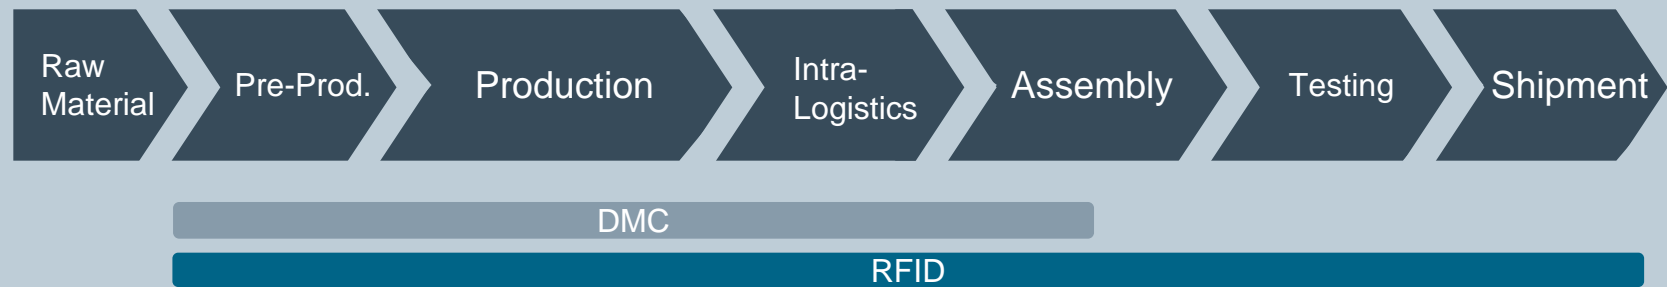 Raw
Material
Pre-Prod.
Production
Intra-
Logistics
Assembly
Testing
Shipment
DMC
RFID